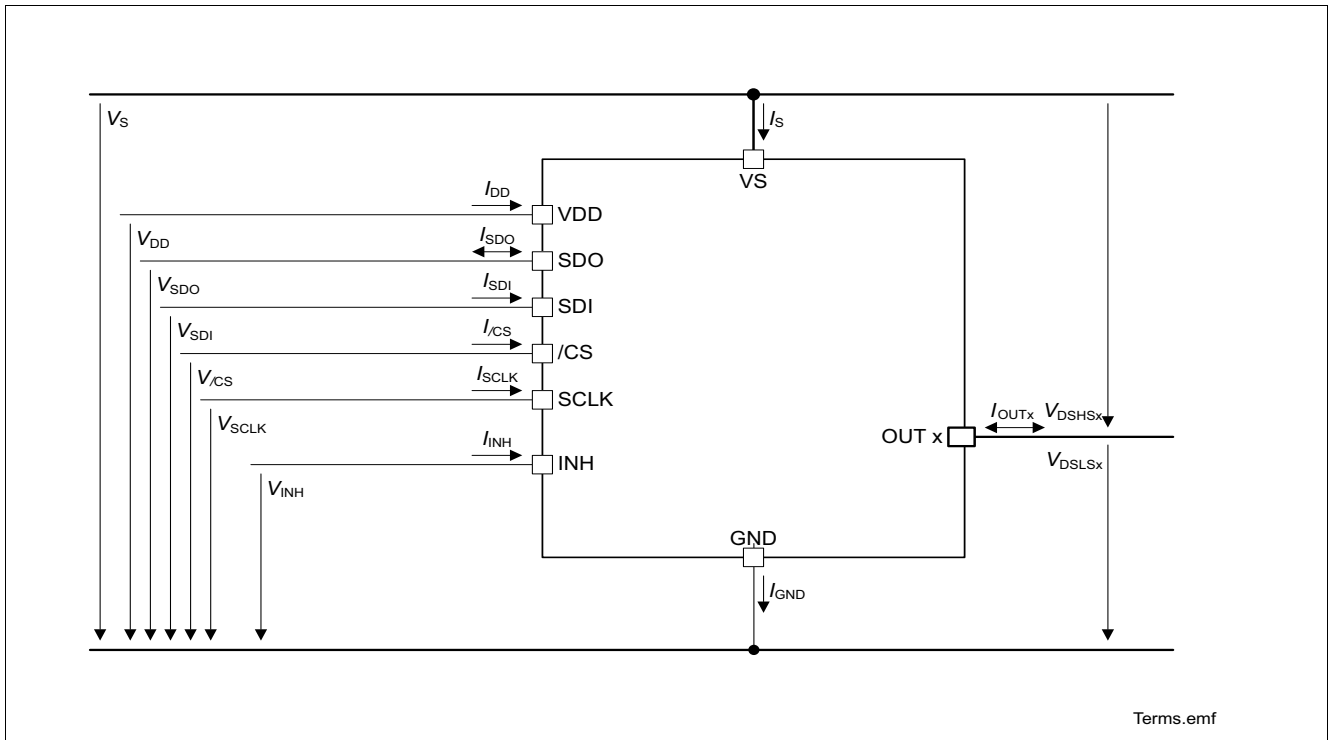 VS
IS
VS
IDD
VDD
VDD
ISDO
SDO
VSDO
ISDI
SDI
VSDI
I/CS
/CS
V/CS
ISCLK
SCLK
VSCLK
IOUTx
VDSHSx
OUT x
IINH
INH
VDSLSx
VINH
GND
IGND
Terms.emf